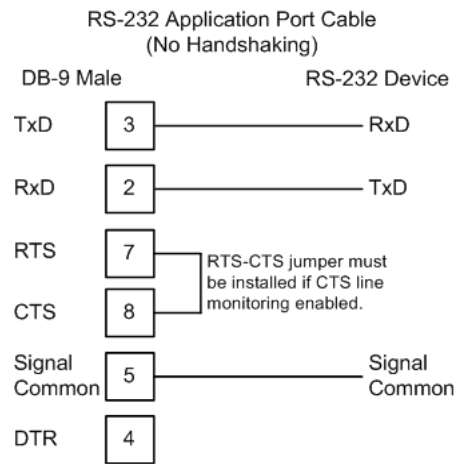 RS-232 Application Port Cable
(No Handshaking)
DB-9 Male RS-232 Device
TxD 3 RxD
RxD 2 TxD
RTS 7
RTS-CTS jumper must
be installed if CTS line
monitoring enabled.
CTS 8
Signal
Common 5 Signal
Common
DTR 4